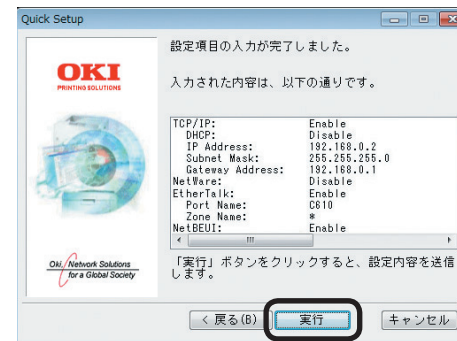 Quick Setup
OKI
PRINTING SOLUTIONS
Oki, Network Solutions
for a Global Society
設定項目の入力が完了しました。
入力された内容は、以下の通りです。
TCP/IP: Enable
DHCP: Disable
IP Address: 192.168.0.2
Subnet Mask: 255.255.255.0
Gateway Address: 192.168.0.1
NetWare: Disable
EtherTalk: Enable
Port Name: C610
Zone Name: *
NetBEUI: Enable
「実行」ボタンをクリックすると、設定内容を送信
します。
< 戻る(B)
実行
キャンセル